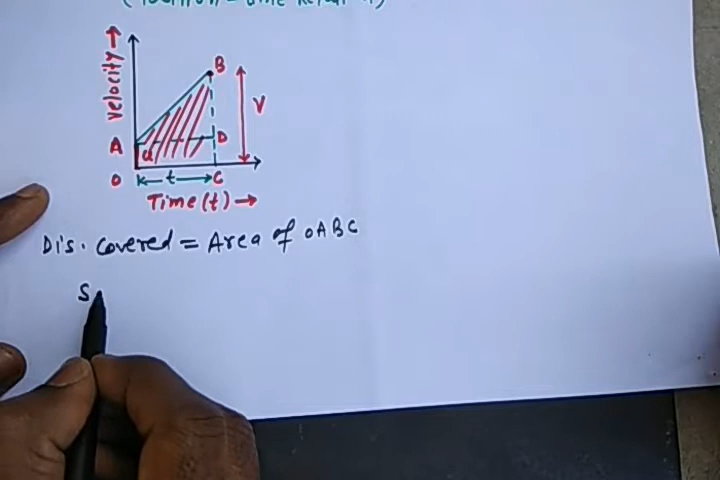 Velocity →
B
V
A
u
D
O
t
C
Time (t) →
Dis. Covered = Area of OABC
S